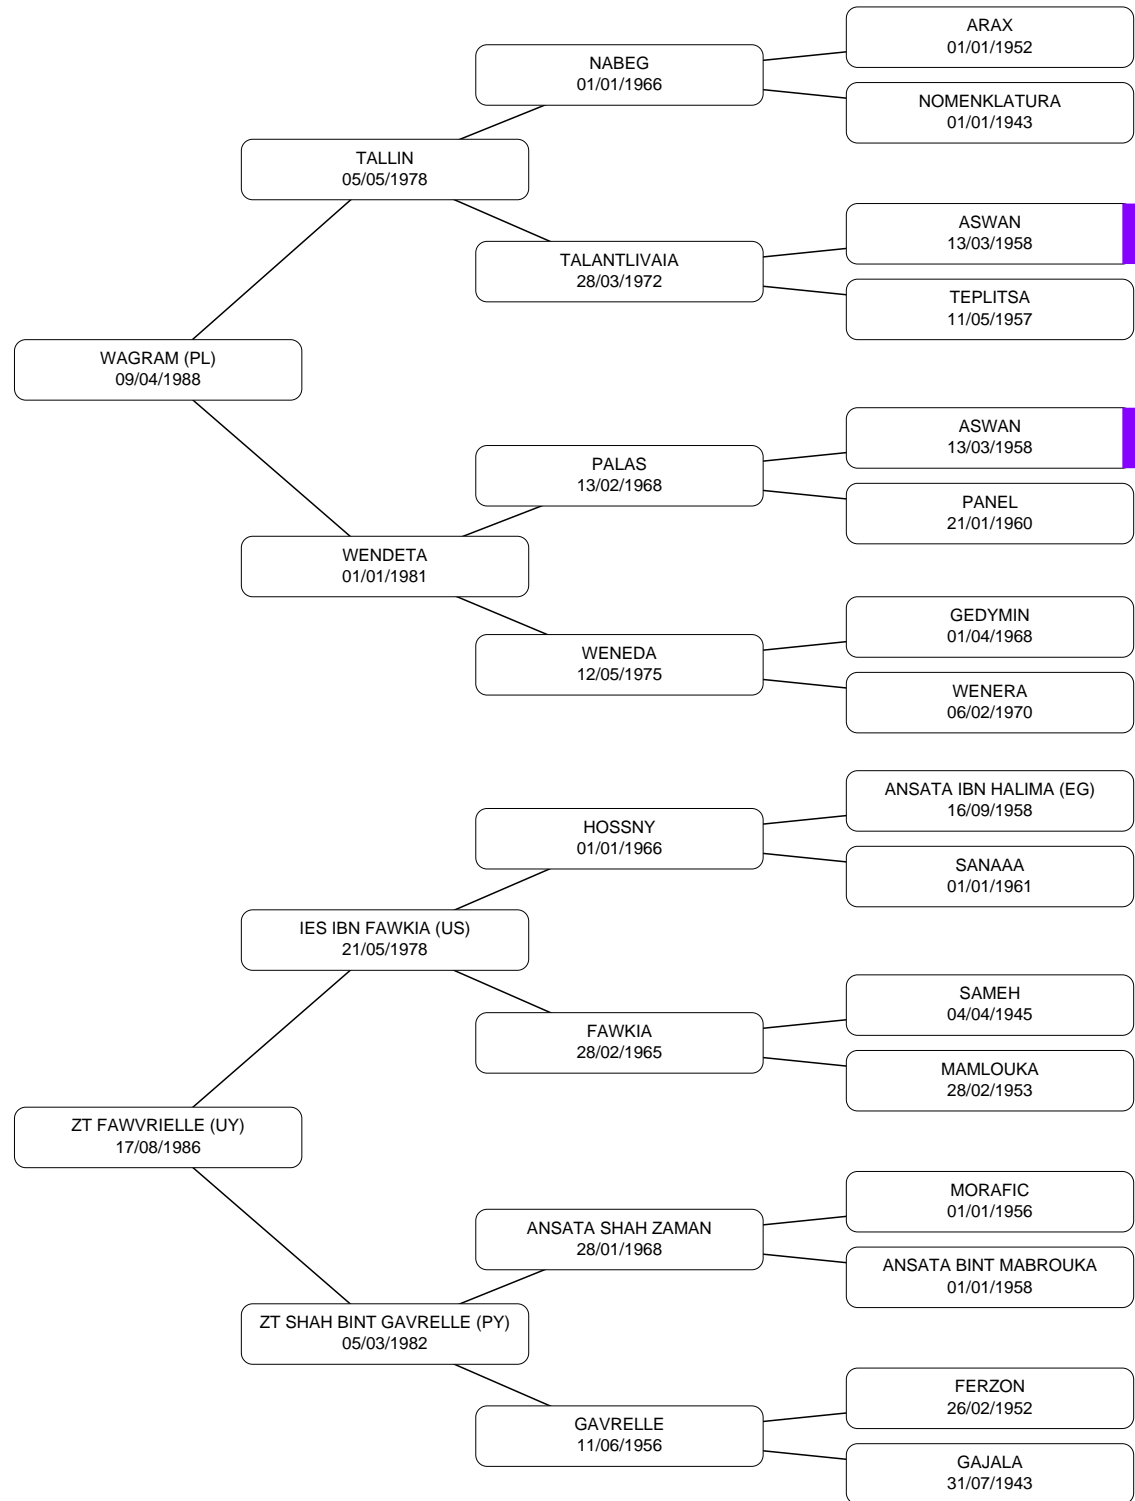 ARAX
01/01/1952
NABEG
01/01/1966
NOMENKLATURA
01/01/1943
TALLIN
05/05/1978
ASWAN
13/03/1958
TALANTLIVAIA
28/03/1972
TEPLITSA
11/05/1957
WAGRAM (PL)
09/04/1988
ASWAN
13/03/1958
PALAS
13/02/1968
PANEL
21/01/1960
WENDETA
01/01/1981
GEDYMIN
01/04/1968
WENEDA
12/05/1975
WENERA
06/02/1970
ANSATA IBN HALIMA (EG)
16/09/1958
HOSSNY
01/01/1966
SANAAA
01/01/1961
IES IBN FAWKIA (US)
21/05/1978
SAMEH
04/04/1945
FAWKIA
28/02/1965
MAMLOUKA
28/02/1953
ZT FAWVRIELLE (UY)
17/08/1986
MORAFIC
01/01/1956
ANSATA SHAH ZAMAN
28/01/1968
ANSATA BINT MABROUKA
01/01/1958
ZT SHAH BINT GAVRELLE (PY)
05/03/1982
FERZON
26/02/1952
GAVRELLE
11/06/1956
GAJALA
31/07/1943